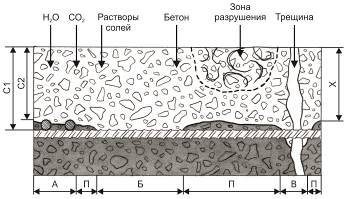 H₂O
CO₂
Растворы
солей
Бетон
Зона
разрушения
Трещина
C1
C2
X
А
П
Б
П
В
П